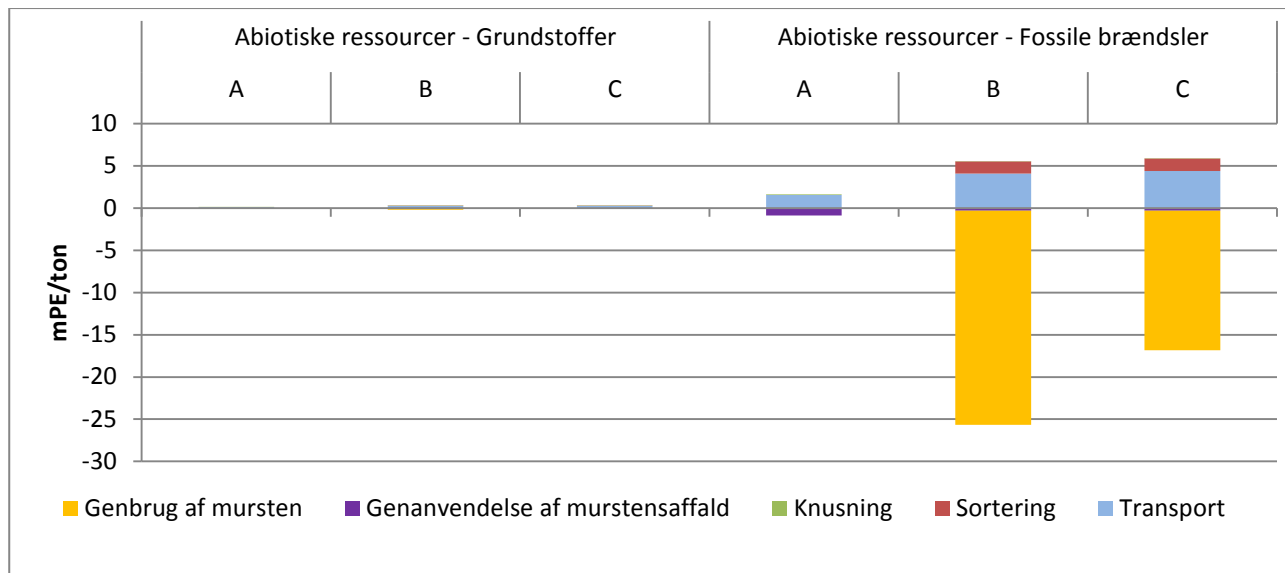 Abiotiske ressourcer - Grundstoffer Abiotiske ressourcer - Fossile brændsler
A B C A B C
10
5
0
-5
-10
-15
-20
-25
-30
mPE/ton
Genbrug af mursten Genanvendelse af murstensaffald Knusning Sortering Transport